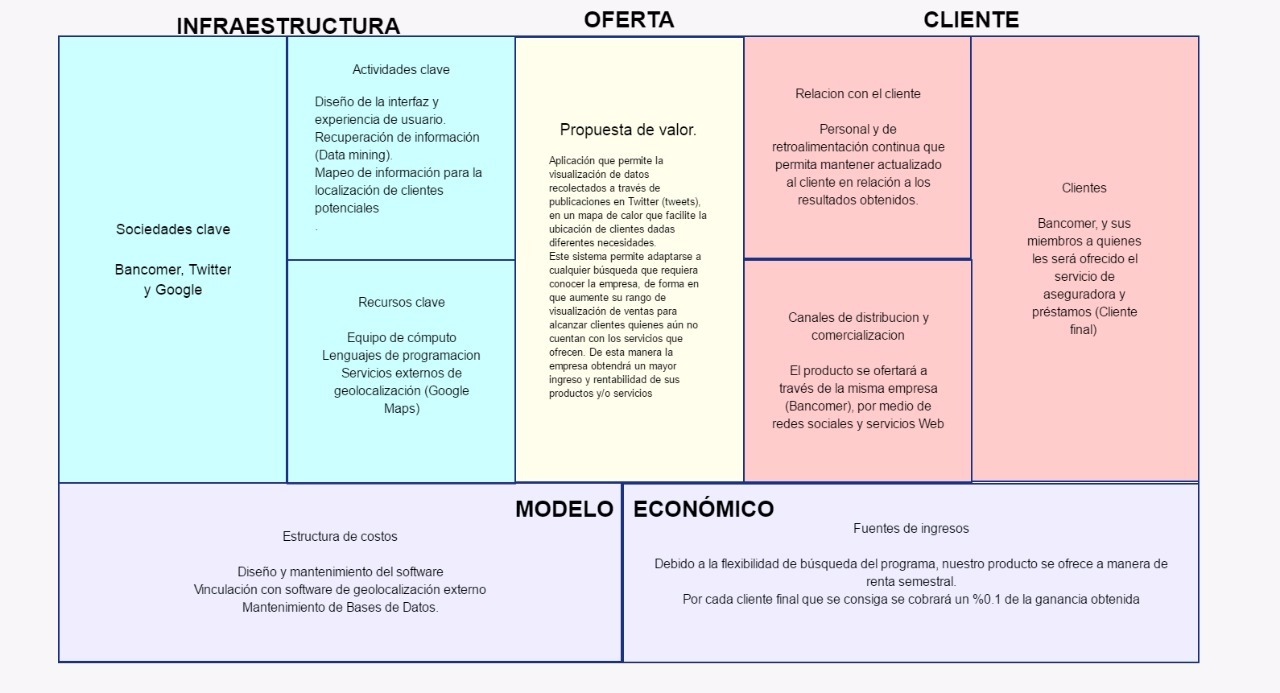 INFRAESTRUCTURA
OFERTA
CLIENTE
Sociedades clave
Bancomer, Twitter
y Google
Actividades clave
Diseño de la interfaz y
experiencia de usuario.
Recuperación de información
(Data mining).
Mapeo de información para la
localización de clientes
potenciales
.
Recursos clave
Equipo de cómputo
Lenguajes de programacion
Servicios externos de
geolocalización (Google
Maps)
Propuesta de valor.
Aplicación que permite la
visualización de datos
recolectados a través de
publicaciones en Twitter (tweets),
en un mapa de calor que facilite la
ubicación de clientes dadas
diferentes necesidades.
Este sistema permite adaptarse a
cualquier búsqueda que requiera
conocer la empresa, de forma en
que aumente su rango de
visualización de ventas para
alcanzar clientes quienes aún no
cuentan con los servicios que
ofrecen. De esta manera la
empresa obtendrá un mayor
ingreso y rentabilidad de sus
productos y/o servicios
Relacion con el cliente
Personal y de
retroalimentación continua que
permita mantener actualizado
al cliente en relación a los
resultados obtenidos.
Canales de distribucion y
comercializacion
El producto se ofertará a
través de la misma empresa
(Bancomer), por medio de
redes sociales y servicios Web
Clientes
Bancomer, y sus
miembros a quienes
les será ofrecido el
servicio de
aseguradora y
préstamos (Cliente
final)
MODELO ECONÓMICO
Estructura de costos
Diseño y mantenimiento del software
Vinculación con software de geolocalización externo
Mantenimiento de Bases de Datos.
Fuentes de ingresos
Debido a la flexibilidad de búsqueda del programa, nuestro producto se ofrece a manera de
renta semestral.
Por cada cliente final que se consiga se cobrará un %0.1 de la ganancia obtenida